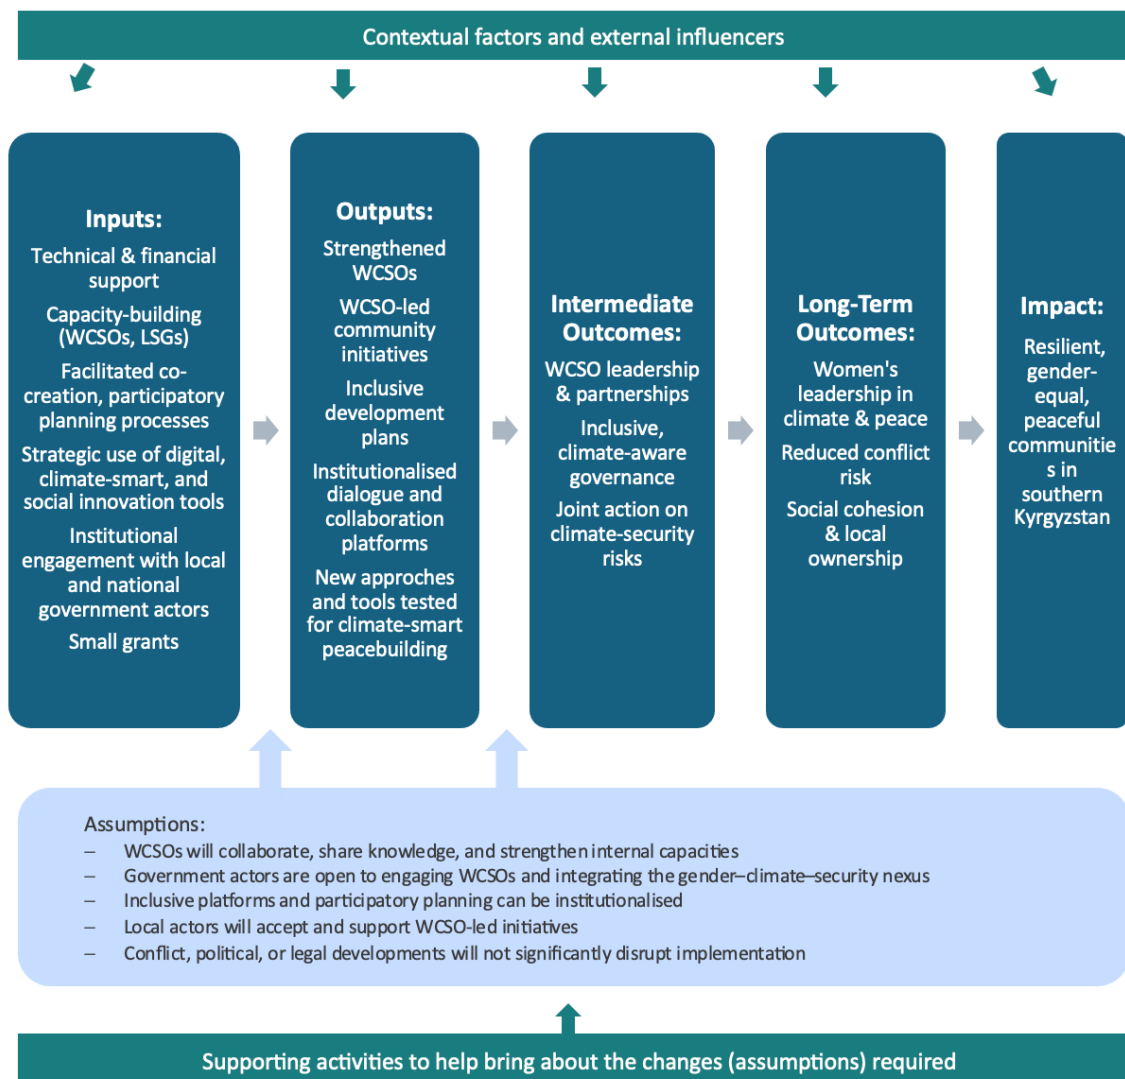 Contextual factors and external influencers
Inputs:
Technical & financial
support
Capacity-building
(WCSOs, LSGs)
Facilitated co-
creation, participatory
planning processes
Strategic use of digital,
climate-smart, and
social innovation tools
Institutional
engagement with local
and national
government actors
Small grants
Outputs:
Strengthened
WCSOs
WCSO-led
community
initiatives
Inclusive
development
plans
Institutionalised
dialogue and
collaboration
platforms
New approches
and tools tested
for climate-smart
peacebuilding
Intermediate
Outcomes:
WCSO leadership
& partnerships
Inclusive,
climate-aware
governance
Joint action on
climate-security
risks
Long-Term
Outcomes:
Women's
leadership in
climate & peace
Reduced conflict
risk
Social cohesion
& local
ownership
Impact:
Resilient,
gender-
equal,
peaceful
communitie
s in
southern
Kyrgyzstan
Assumptions:
– WCSOs will collaborate, share knowledge, and strengthen internal capacities
– Government actors are open to engaging WCSOs and integrating the gender–climate–security nexus
– Inclusive platforms and participatory planning can be institutionalised
– Local actors will accept and support WCSO-led initiatives
– Conflict, political, or legal developments will not significantly disrupt implementation
Supporting activities to help bring about the changes (assumptions) required